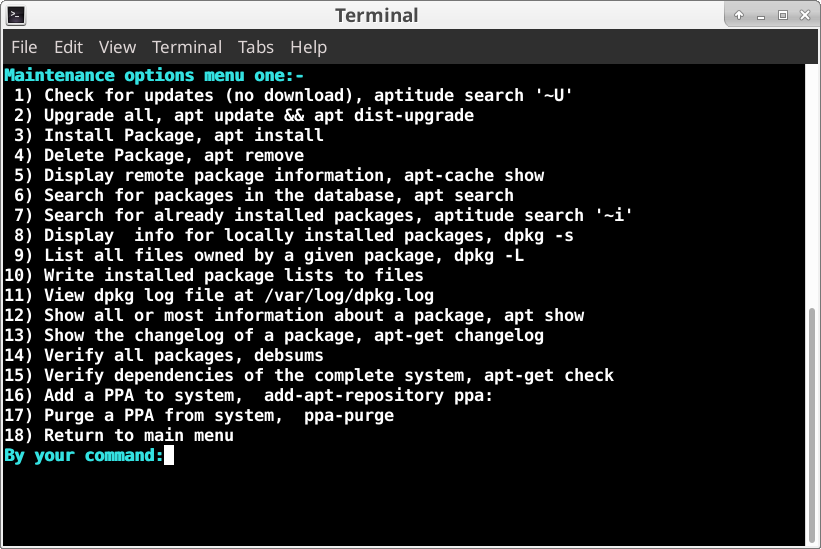 Terminal
File Edit View Terminal Tabs Help
Maintenance options menu one:-
1) Check for updates (no download), aptitude search '~U'
2) Upgrade all, apt update && apt dist-upgrade
3) Install Package, apt install
4) Delete Package, apt remove
5) Display remote package information, apt-cache show
6) Search for packages in the database, apt search
7) Search for already installed packages, aptitude search '~i'
8) Display  info for locally installed packages, dpkg -s
9) List all files owned by a given package, dpkg -L
10) Write installed package lists to files
11) View dpkg log file at /var/log/dpkg.log
12) Show all or most information about a package, apt show
13) Show the changelog of a package, apt-get changelog
14) Verify all packages, debsums
15) Verify dependencies of the complete system, apt-get check
16) Add a PPA to system,  add-apt-repository ppa:
17) Purge a PPA from system,  ppa-purge
18) Return to main menu
By your command: